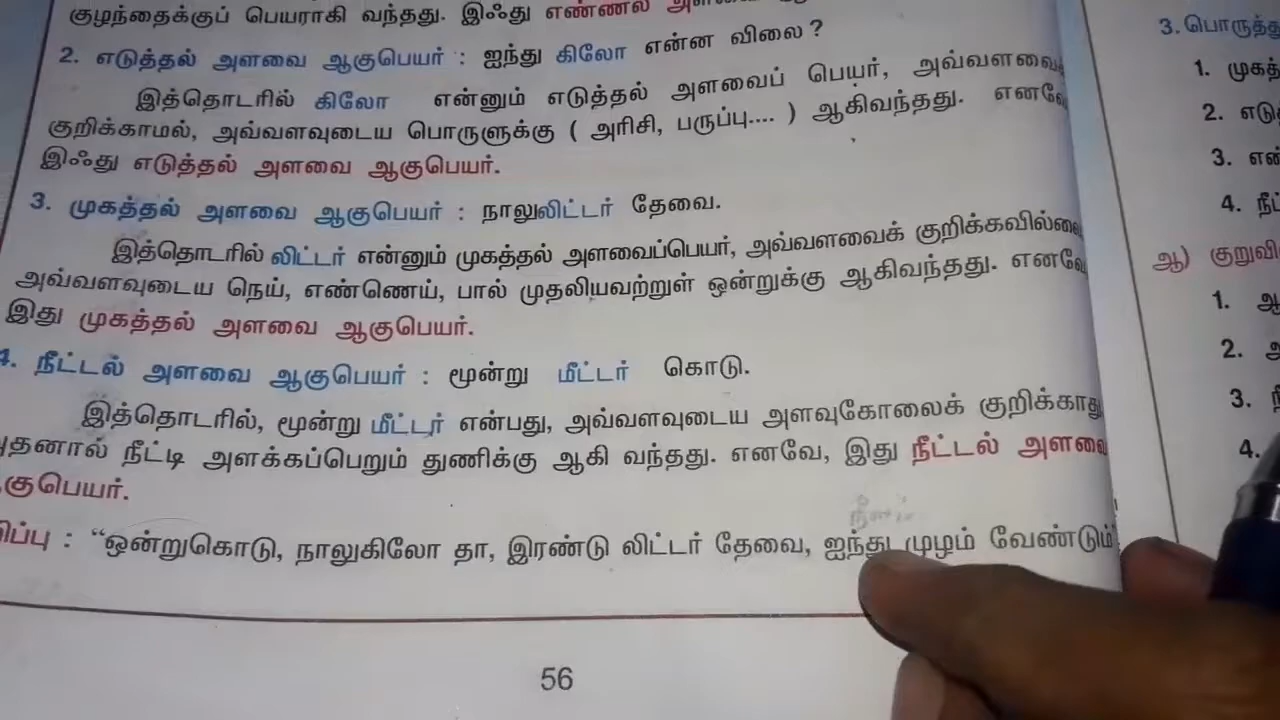 குழந்தைக்குப் பெயராகி வந்தது. இஃது எண்ணல்
2. எடுத்தல் அளவை ஆகுபெயர் : ஐந்து கிலோ என்ன விலை ?
இத்தொடரில் கிலோ என்னும் எடுத்தல் அளவைப் பெயர், அவ்வளவை
குறிக்காமல், அவ்வளவுடைய பொருளுக்கு ( அரிசி, பருப்பு.... ) ஆகிவந்தது. எனவே
இஃது எடுத்தல் அளவை ஆகுபெயர்.
3. முகத்தல் அளவை ஆகுபெயர் : நாலுலிட்டர் தேவை.
இத்தொடரில் லிட்டர் என்னும் முகத்தல் அளவைப்பெயர், அவ்வளவைக் குறிக்கவில்லை
அவ்வளவுடைய நெய், எண்ணெய், பால் முதலியவற்றுள் ஒன்றுக்கு ஆகிவந்தது. எனவே
இது முகத்தல் அளவை ஆகுபெயர்.
4. நீட்டல் அளவை ஆகுபெயர் : மூன்று மீட்டர் கொடு.
இத்தொடரில், மூன்று மீட்டர் என்பது, அவ்வளவுடைய அளவுகோலைக் குறிக்காது
தனால் நீட்டி அளக்கப்பெறும் துணிக்கு ஆகி வந்தது. எனவே, இது நீட்டல் அளவை
குபெயர்.
ப்பு : “ஒன்றுகொடு, நாலுகிலோ தா, இரண்டு லிட்டர் தேவை, ஐந்து முழம் வேண்டும்
56
3. பொருத்து
1. முகத்
2. எடு
3. என்
4. நீட்
ஆ) குறுவி
1. ஆ
2.
3.
4.